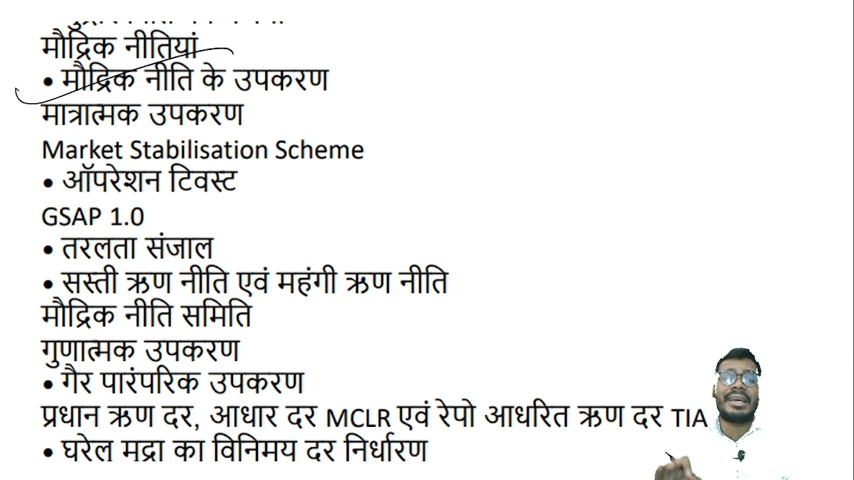 मौद्रिक नीतियां
• मौद्रिक नीति के उपकरण
मात्रात्मक उपकरण
Market Stabilisation Scheme
• ऑपरेशन टिवस्ट
GSAP 1.0
• तरलता संजाल
• सस्ती ऋण नीति एवं महंगी ऋण नीति
मौद्रिक नीति समिति
गुणात्मक उपकरण
• गैर पारंपरिक उपकरण
प्रधान ऋण दर, आधार दर MCLR एवं रेपो आधरित ऋण दर TIA
• घरेलू मुद्रा का विनिमय दर निर्धारण